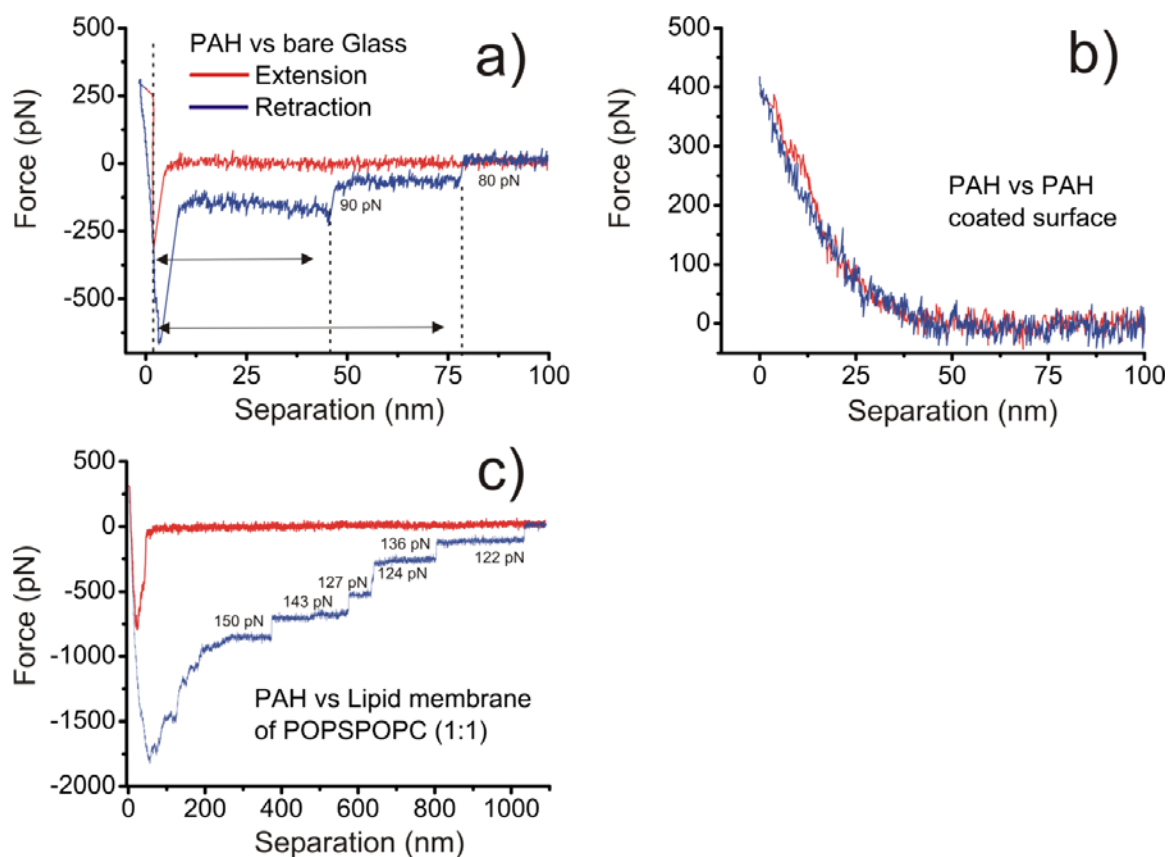 a)
PAH vs bare Glass
Extension
Retraction
500
250
0
-250
-500
Force (pN)
90 pN
80 pN
0
25
50
75
100
Separation (nm)
b)
500
400
300
200
100
0
Force (pN)
PAH vs PAH
coated surface
0
25
50
75
100
Separation (nm)
c)
500
0
-500
-1000
-1500
-2000
Force (pN)
150 pN
143 pN
127 pN
136 pN
124 pN
122 pN
PAH vs Lipid membrane
of POPSPOPC (1:1)
0
200
400
600
800
1000
Separation (nm)